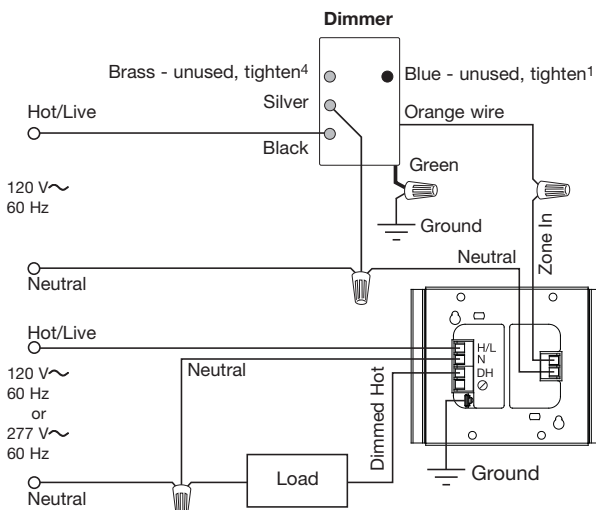 Dimmer
Brass - unused, tighten⁴
Blue - unused, tighten¹
Silver
Hot/Live
Orange wire
Black
Green
120 V~
60 Hz
Ground
Zone In
Neutral
Neutral
Hot/Live
H/L
N
Neutral
DH
120 V~
60 Hz
or
277 V~
60 Hz
Dimmed Hot
Load
Ground
Neutral